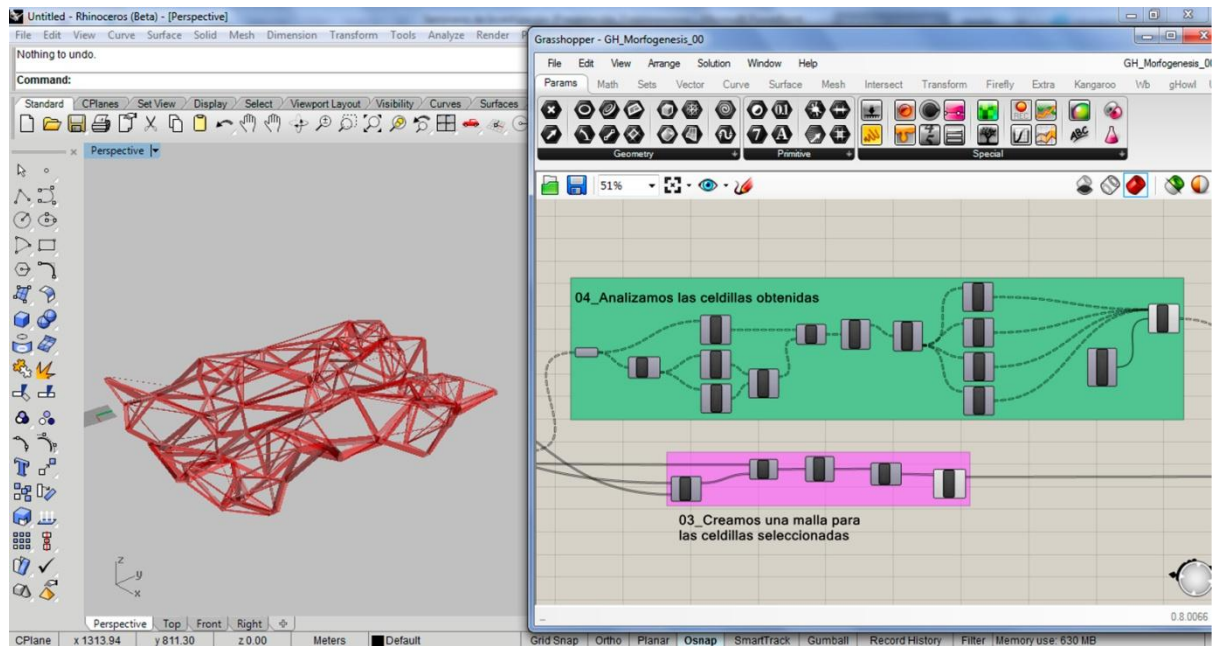 Untitled - Rhinoceros (Beta) - [Perspective]
File Edit View Curve Surface Solid Mesh Dimension Transform Tools Analyze Render
Nothing to undo.
Command:
Standard CPlanes Set View Display Select Viewport Layout Visibility Curves Surfaces
Perspective
z
y
x
Perspective Top Front Right
CPlane x 1313.94 y 811.30 z 0.00 Meters Default Grid Snap Ortho Planar Osnap SmartTrack Gumball Record History Filter Memory use: 630 MB
Grasshopper - GH_Morfogenesis_00
File Edit View Arrange Solution Window Help GH_Morfogenesis_00
Params Math Sets Vector Curve Surface Mesh Intersect Transform Firefly Extra Kangaroo Wb gHowl
Geometry Primitive Special
51%
04_Analizamos las celdillas obtenidas
03_Creamos una malla para
las celdillas seleccionadas
0.8.0066